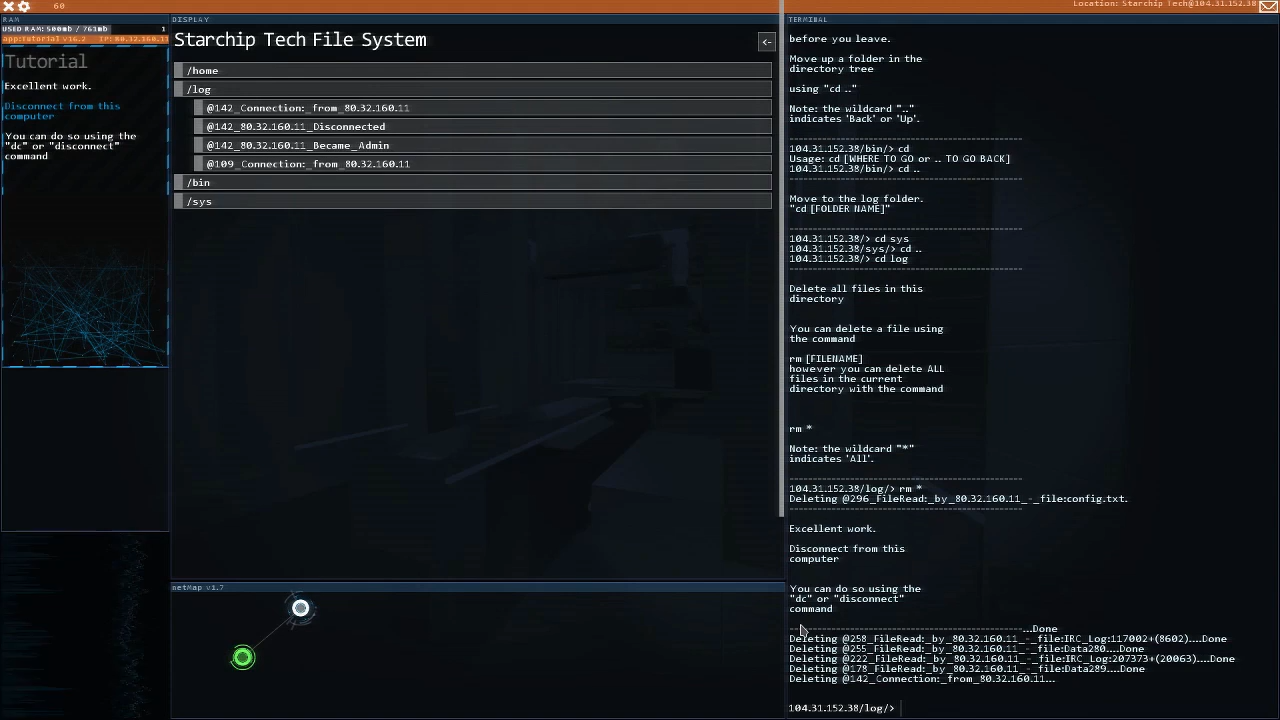 60
Location: Starchip Tech@104.31.152.38
RAM
USED RAM: 500mb / 761mb 1
app:tutorial v16.2 IP: 80.32.160.11
Tutorial
Excellent work.
Disconnect from this
computer
You can do so using the
"dc" or "disconnect"
command
DISPLAY
Starchip Tech File System
<-
/home
/log
@142_Connection:_from_80.32.160.11
@142_80.32.160.11_Disconnected
@142_80.32.160.11_Became_Admin
@109_Connection:_from_80.32.160.11
/bin
/sys
netMap v1.7
TERMINAL
before you leave.
Move up a folder in the
directory tree
using "cd .."
Note: the wildcard ".."
indicates 'Back' or 'Up'.
-------------------------------------------
104.31.152.38/bin/> cd
Usage: cd [WHERE TO GO or .. TO GO BACK]
104.31.152.38/bin/> cd ..
-------------------------------------------
Move to the log folder.
"cd [FOLDER NAME]"
-------------------------------------------
104.31.152.38/> cd sys
104.31.152.38/sys/> cd ..
104.31.152.38/> cd log
-------------------------------------------
Delete all files in this
directory
You can delete a file using
the command
rm [FILENAME]
however you can delete ALL
files in the current
directory with the command
rm *
Note: the wildcard "*"
indicates 'All'.
-------------------------------------------
104.31.152.38/log/> rm *
Deleting @296_FileRead:_by_80.32.160.11_-_file:config.txt.
-------------------------------------------
Excellent work.
Disconnect from this
computer
You can do so using the
"dc" or "disconnect"
command
-------------------------------------------...Done
Deleting @258_FileRead:_by_80.32.160.11_-_file:IRC_Log:117002+(8602)....Done
Deleting @255_FileRead:_by_80.32.160.11_-_file:Data280....Done
Deleting @222_FileRead:_by_80.32.160.11_-_file:IRC_Log:207373+(20063)....Done
Deleting @178_FileRead:_by_80.32.160.11_-_file:Data289....Done
Deleting @142_Connection:_from_80.32.160.11...
104.31.152.38/log/>